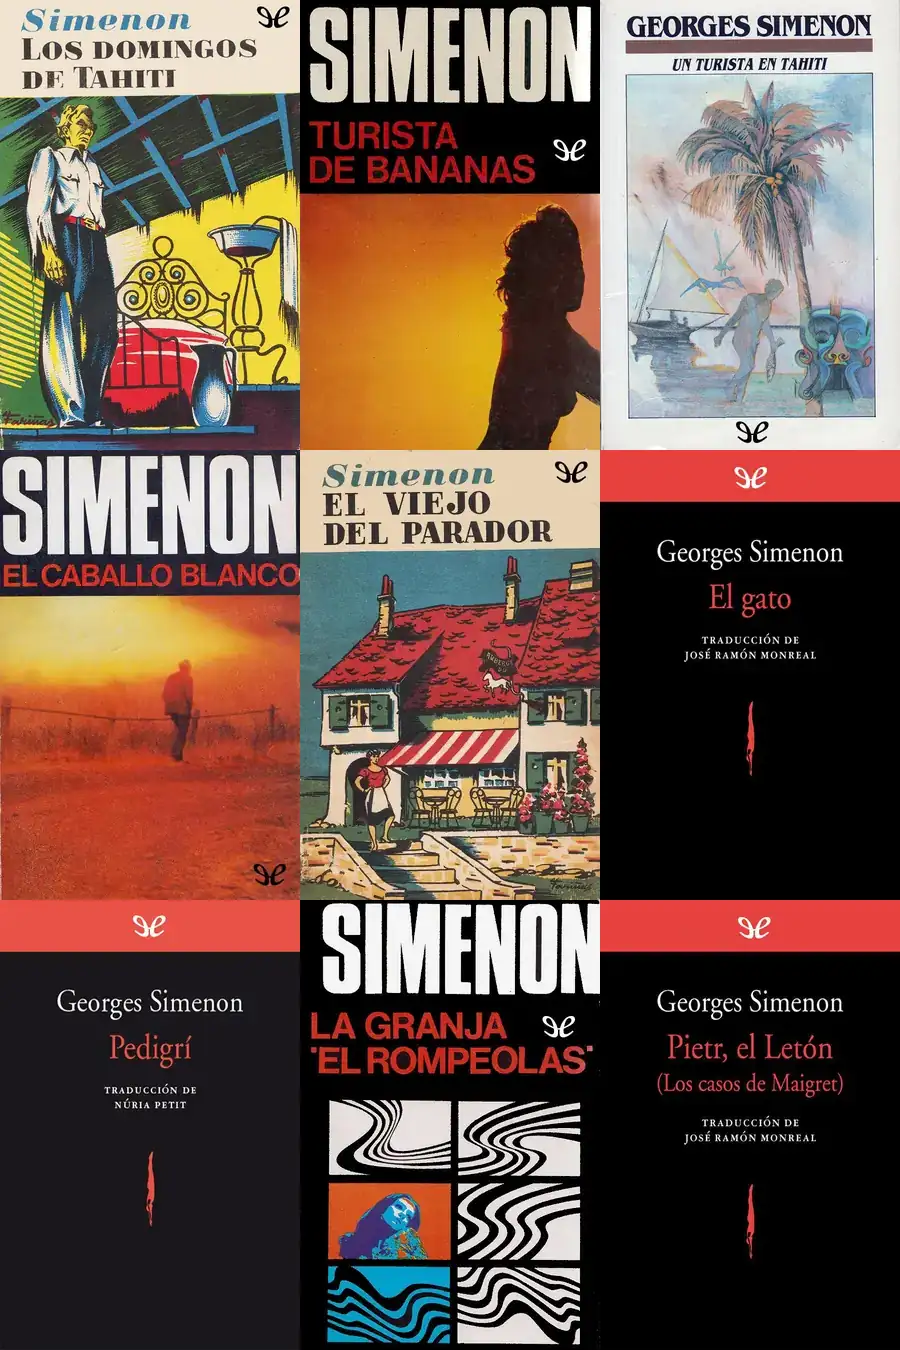 Simenon
LOS DOMINGOS
DE TAHITI
SIMENON
TURISTA
DE BANANAS
GEORGES SIMENON
UN TURISTA EN TAHITI
SIMENON
EL CABALLO BLANCO
Simenon
EL VIEJO
DEL PARADOR
AUBERGE
DU
Georges Simenon
El gato
TRADUCCIÓN DE
JOSÉ RAMÓN MONREAL
Georges Simenon
Pedigrí
TRADUCCIÓN DE
NÚRIA PETIT
SIMENON
LA GRANJA
"EL ROMPEOLAS"
Georges Simenon
Pietr, el Letón
(Los casos de Maigret)
TRADUCCIÓN DE
JOSÉ RAMÓN MONREAL